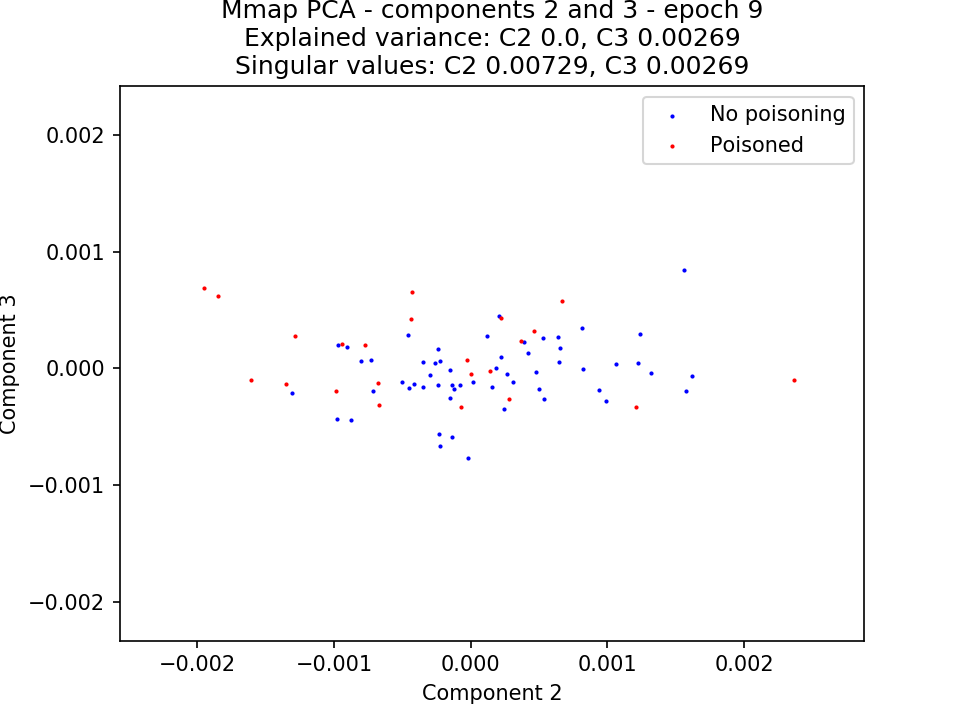 Mmap PCA - components 2 and 3 - epoch 9
Explained variance: C2 0.0, C3 0.00269
Singular values: C2 0.00729, C3 0.00269
No poisoning
Poisoned
0.002
0.001
0.000
−0.001
−0.002
Component 3
−0.002
−0.001
0.000
0.001
0.002
Component 2